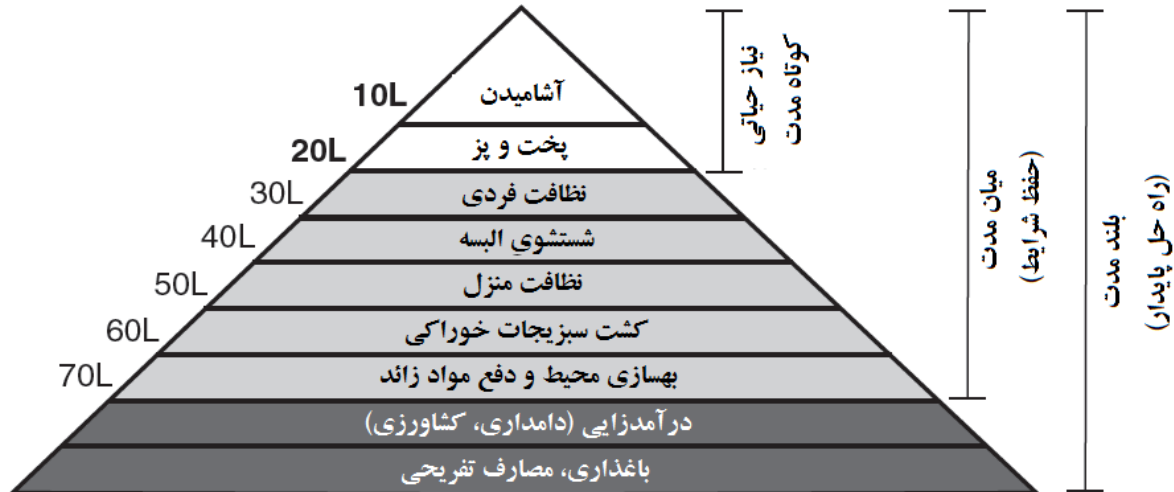 آشامیدن
10L
پخت و پز
20L
نظافت فردی
30L
شستشوي البسه
40L
نظافت منزل
50L
کشت سبزیجات خوراکی
60L
بهسازی محیط و دفع مواد زائد
70L
درآمدزایی (دامداری، کشاورزی)
باغذاری، مصارف تفریحی
نیاز حیاتی
کوتاه مدت
میان مدت
(حفظ شرایط)
بلند مدت
(راه حل پایدار)